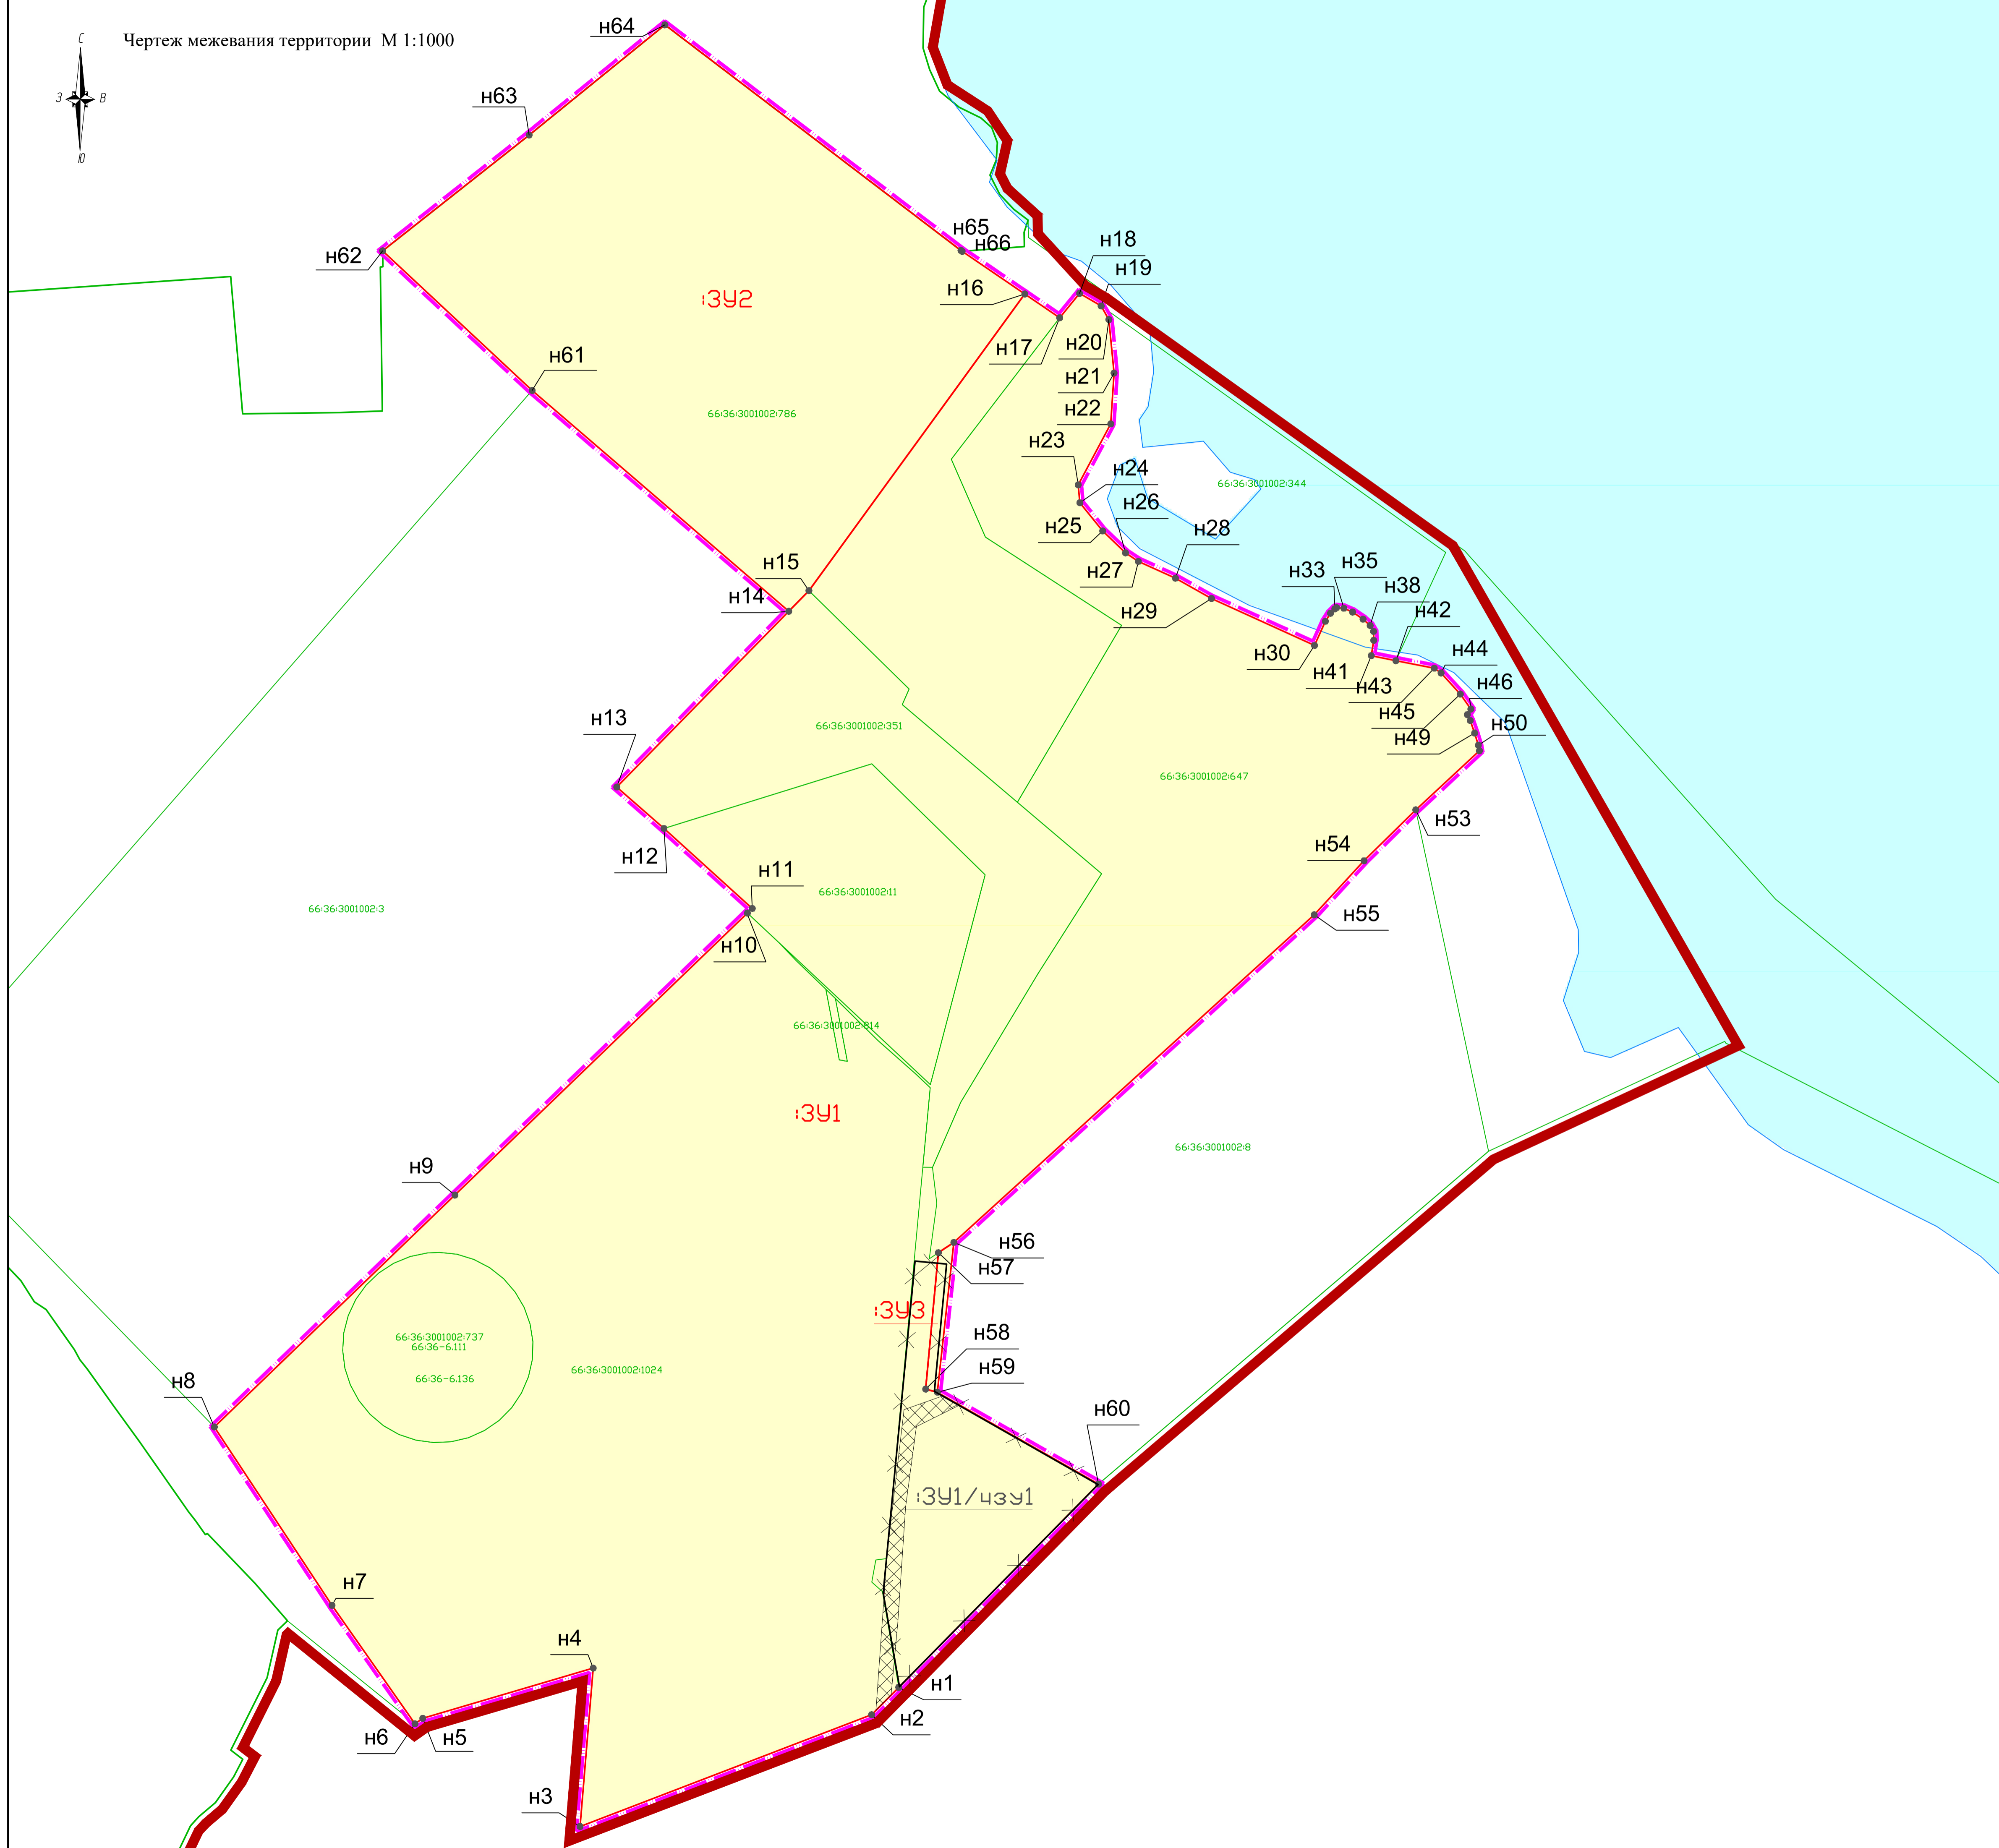 Чертеж межевания территории М 1:1000
С
З
В
Ю
н64
н63
н65
н66
н62
н18
н19
н16
:ЗУ2
н17
н20
н21
н61
66:36:3001002:786
н22
н23
н24
66:36:3001002:344
н26
н25
н28
н15
н33
н35
н14
н27
н38
н29
н42
н30
н41
н44
н43
н46
н45
н13
66:36:3001002:351
н50
н49
66:36:3001002:647
н53
н54
н12
н11
66:36:3001002:11
66:36:3001002:3
н55
н10
66:36:3001002:814
:ЗУ1
66:36:3001002:8
н9
н56
н57
:ЗУ3
66:36:3001002:737
66:36-6.111
н58
66:36:3001002:1024
н59
66:36-6.136
н8
н60
:ЗУ1/чзу1
н7
н4
н1
н2
н6
н5
н3